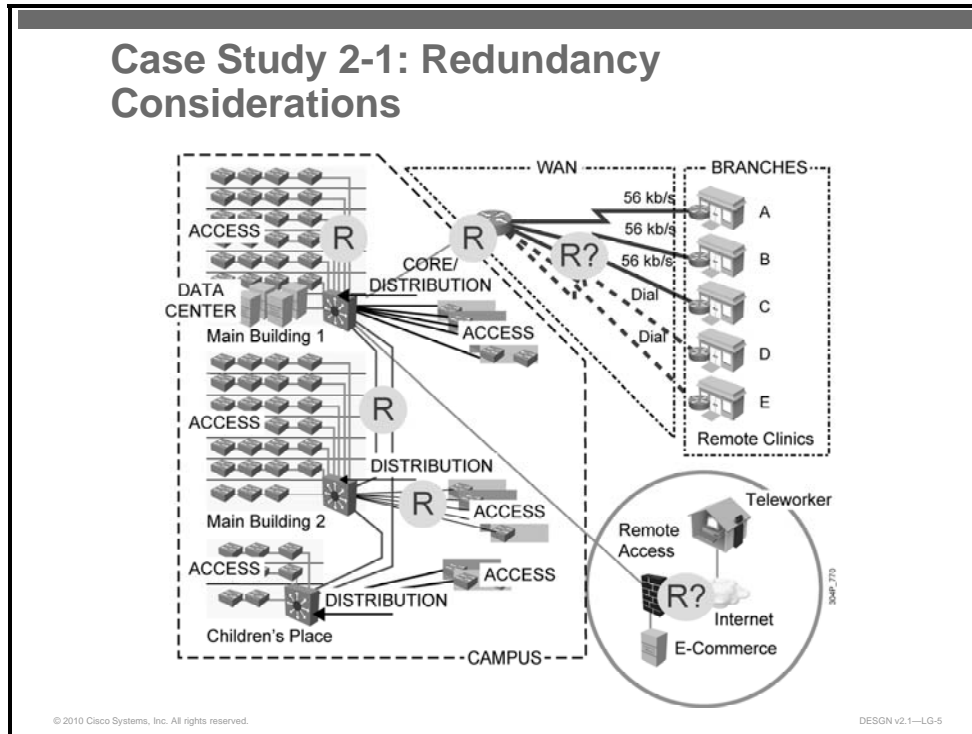 Case Study 2-1: Redundancy
Considerations
WAN
BRANCHES
56 kb/s
A
ACCESS
R
R
56 kb/s
R?
B
56 kb/s
CORE/
DISTRIBUTION
Dial
C
DATA
CENTER
Main Building 1
ACCESS
Dial
D
R
E
ACCESS
Remote Clinics
DISTRIBUTION
R
ACCESS
Main Building 2
Teleworker
Remote
Access
ACCESS
ACCESS
DISTRIBUTION
R?
Internet
Children's Place
E-Commerce
CAMPUS
304P_770
© 2010 Cisco Systems, Inc. All rights reserved.
DESGN v2.1—LG-5